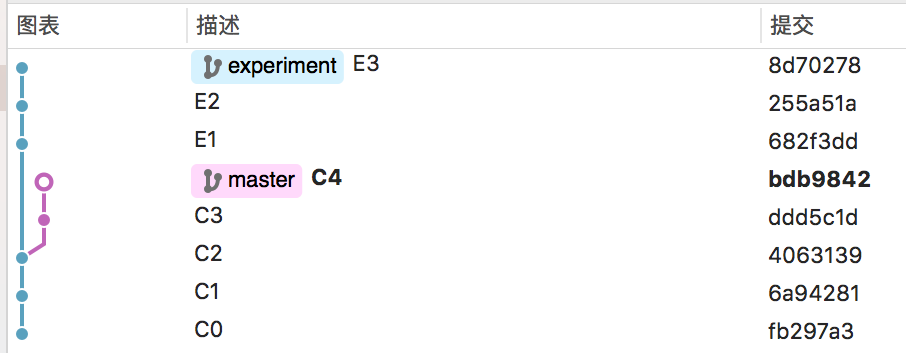 图表 描述 提交
experiment E3 8d70278
E2 255a51a
E1 682f3dd
master C4 bdb9842
C3 ddd5c1d
C2 4063139
C1 6a94281
C0 fb297a3